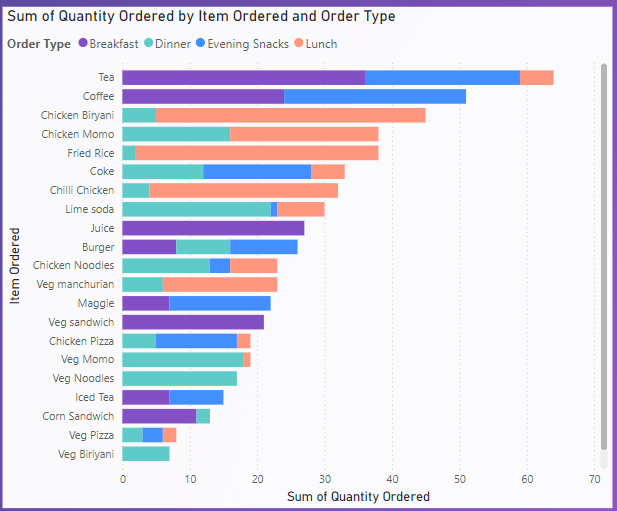 Sum of Quantity Ordered by Item Ordered and Order Type
Order Type Breakfast Dinner Evening Snacks Lunch
Item Ordered
Tea
Coffee
Chicken Biryani
Chicken Momo
Fried Rice
Coke
Chilli Chicken
Lime soda
Juice
Burger
Chicken Noodles
Veg manchurian
Maggie
Veg sandwich
Chicken Pizza
Veg Momo
Veg Noodles
Iced Tea
Corn Sandwich
Veg Pizza
Veg Biriyani
0 10 20 30 40 50 60 70
Sum of Quantity Ordered